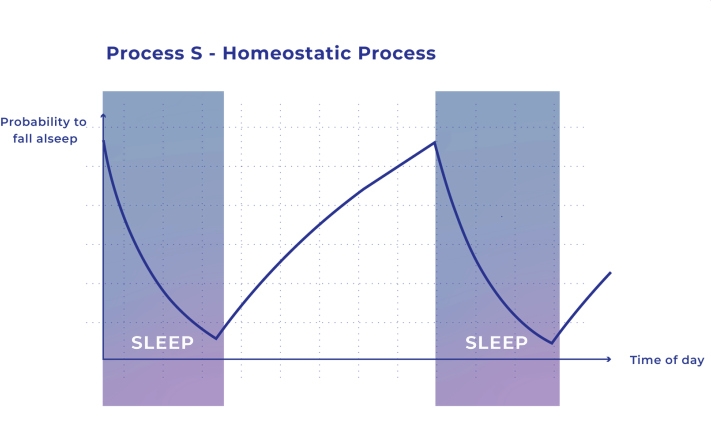 Process S - Homeostatic Process
Probability to
fall alseep
SLEEP
SLEEP
Time of day